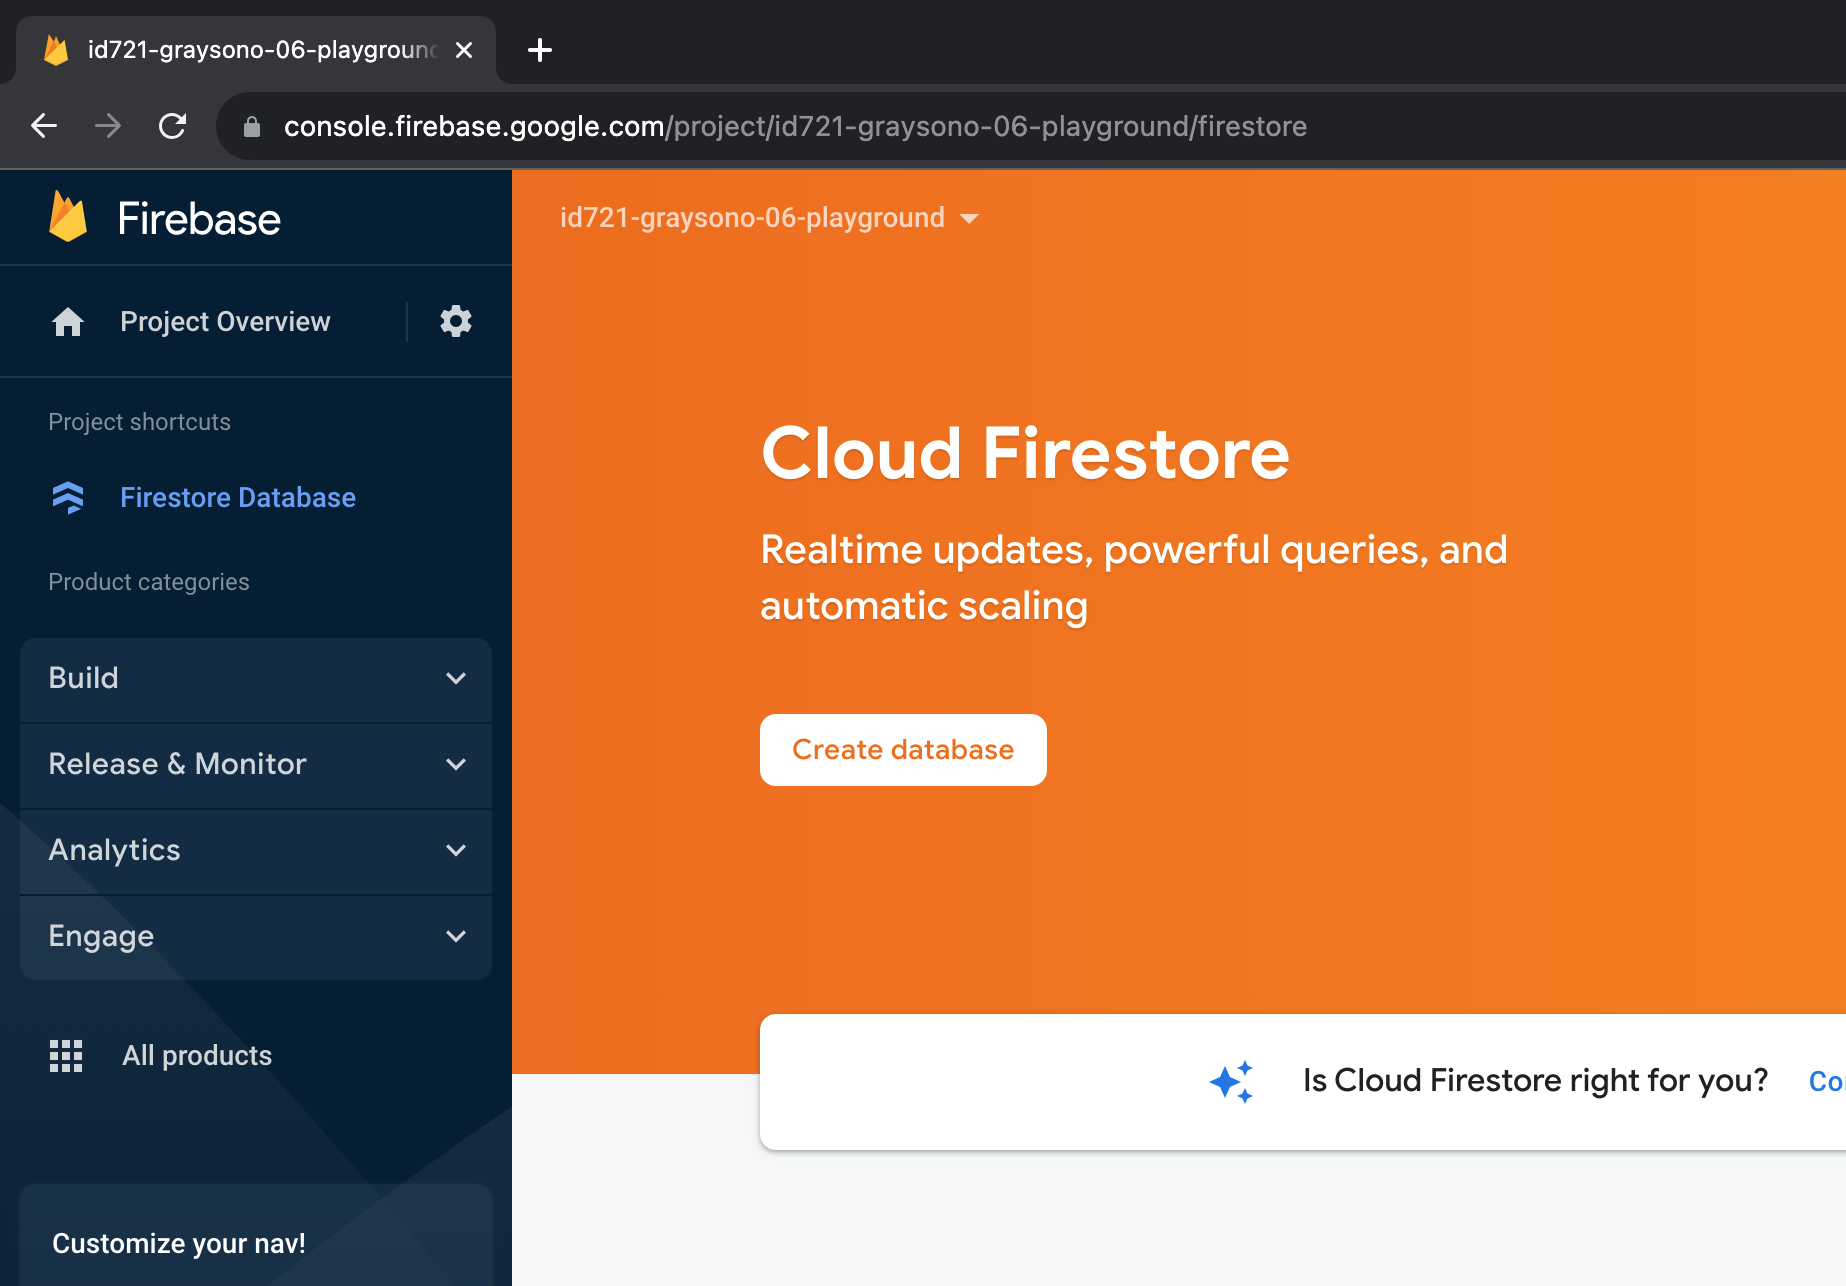 id721-graysono-06-playground
console.firebase.google.com/project/id721-graysono-06-playground/firestore
Firebase
id721-graysono-06-playground
Project Overview
Project shortcuts
Firestore Database
Product categories
Build
Release & Monitor
Analytics
Engage
All products
Customize your nav!
Cloud Firestore
Realtime updates, powerful queries, and
automatic scaling
Create database
Is Cloud Firestore right for you?